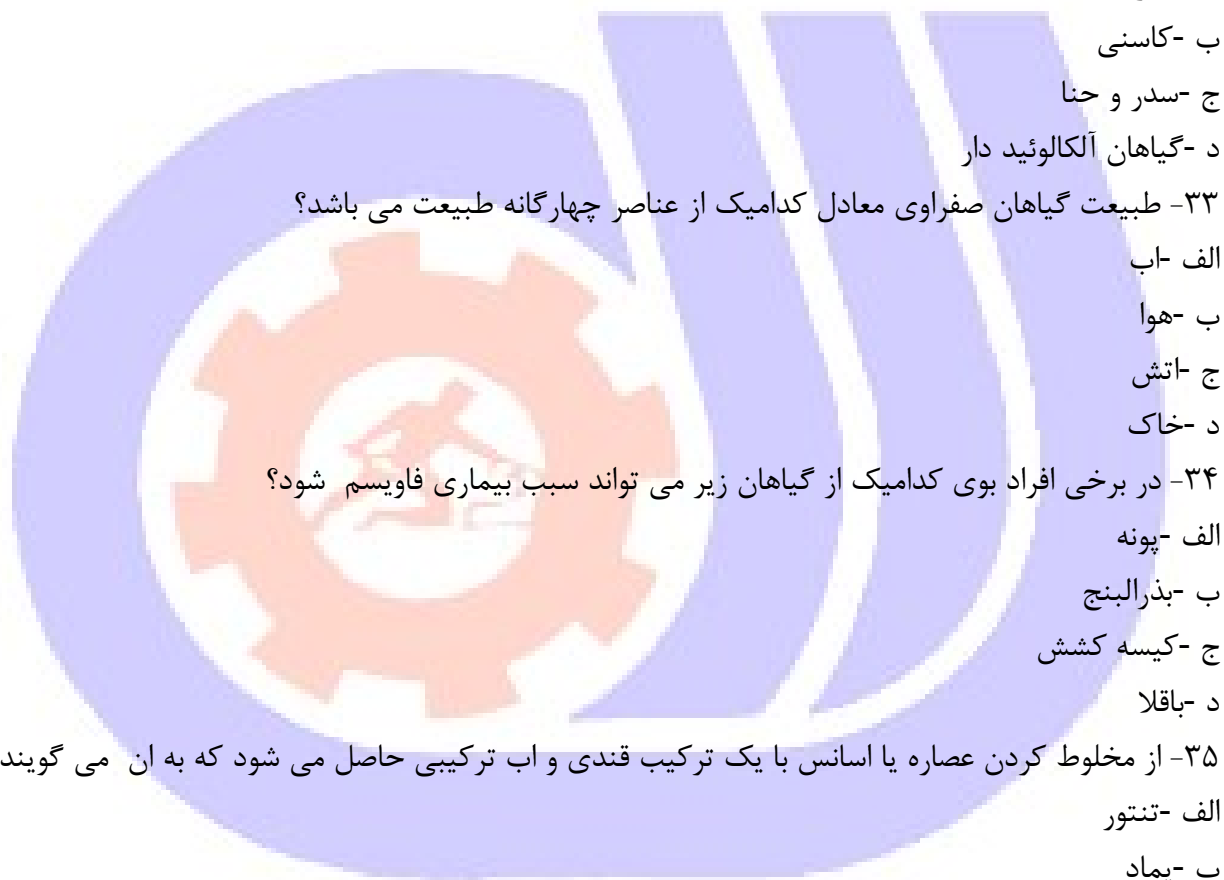 ب -کاسنی
ج -سدر و حنا
د -گیاهان آلکالوئید دار
۳۳- طبیعت گیاهان صفراوی معادل کدامیک از عناصر چهارگانه طبیعت می باشد؟
الف -اب
ب -هوا
ج -اتش
د -خاک
۳۴- در برخی افراد بوی کدامیک از گیاهان زیر می تواند سبب بیماری فاویسم شود؟
الف -پونه
ب -بذرالبنج
ج -کیسه کشش
د -باقلا
۳۵- از مخلوط کردن عصاره یا اسانس با یک ترکیب قندی و اب ترکیبی حاصل می شود که به ان می گویند
الف -تنتور
ب -پماد